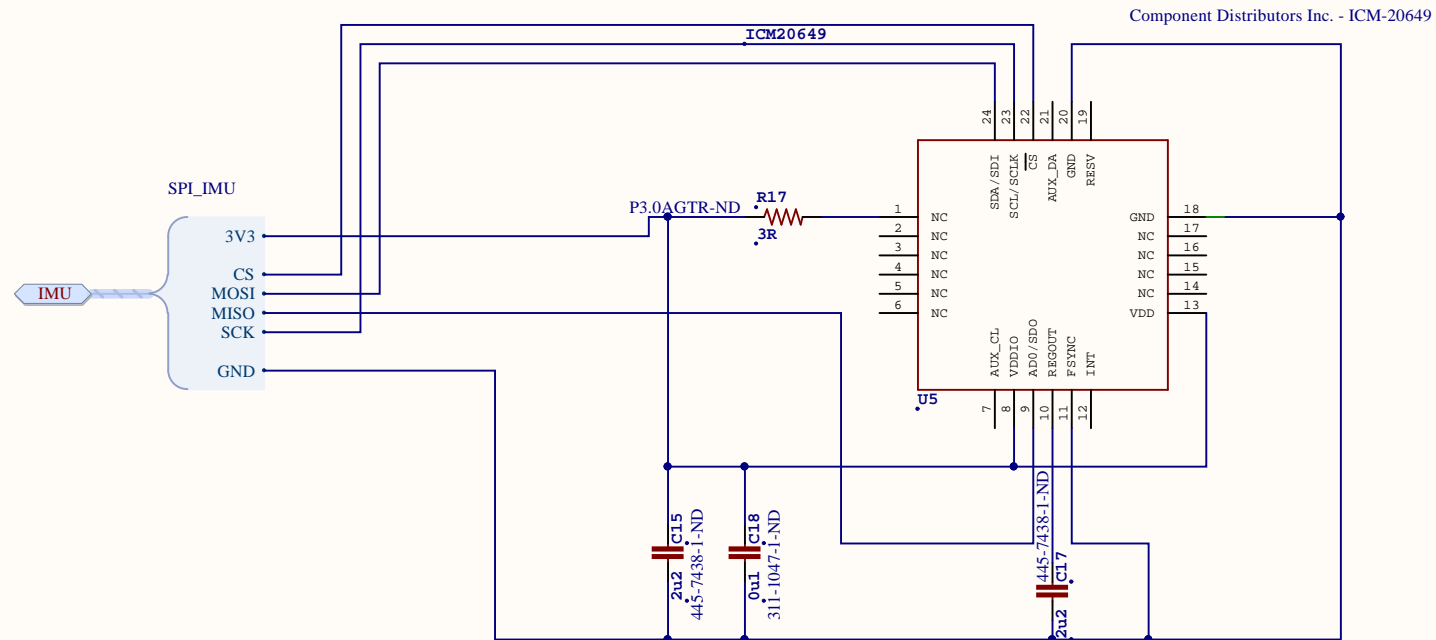 Component Distributors Inc. - ICM-20649
ICM20649
24
23
22
21
20
19
SDA/SDI
SCL/SCLK
CS
AUX_DA
GND
RESV
SPI_IMU
IMU
3V3
CS
MOSI
MISO
SCK
GND
P3.0AGTR-ND
R17
3R
1 NC
2 NC
3 NC
4 NC
5 NC
6 NC
GND 18
NC 17
NC 16
NC 15
NC 14
VDD 13
AUX_CL
VDDIO
AD0/SDO
REGOUT
FSYNC
INT
U5
7
8
9
10
11
12
C15
2u2
445-7438-1-ND
C18
0u1
311-1047-1-ND
445-7438-1-ND
C17
2u2